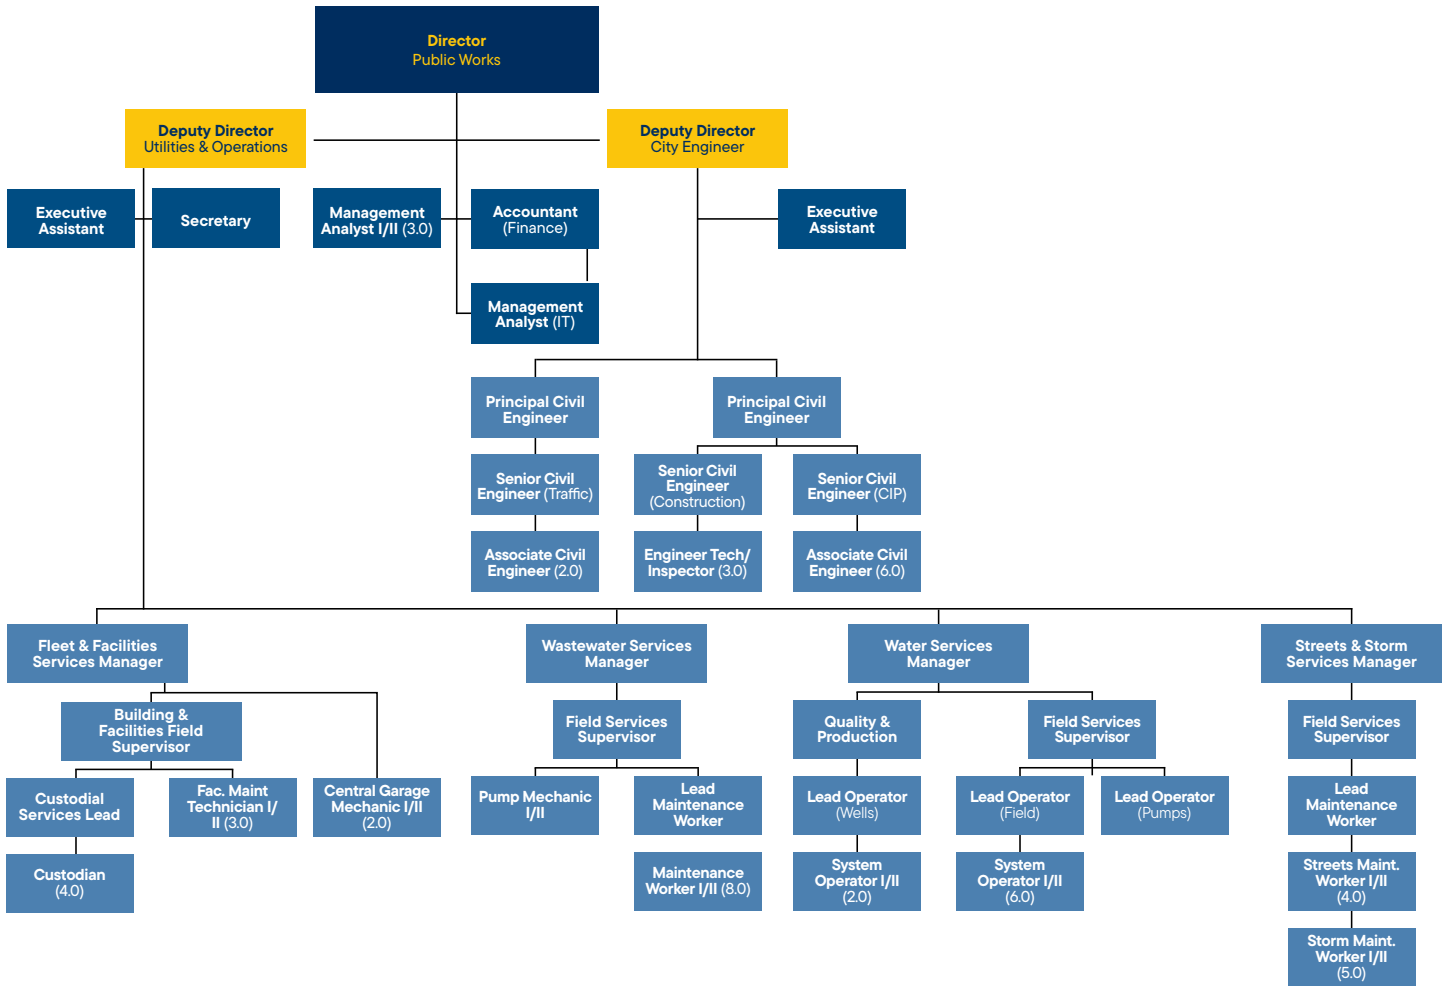 Director
Public Works
Deputy Director
Utilities & Operations
Deputy Director
City Engineer
Executive
Assistant
Secretary
Management
Analyst I/II (3.0)
Accountant
(Finance)
Executive
Assistant
Management
Analyst (IT)
Principal Civil
Engineer
Principal Civil
Engineer
Senior Civil
Engineer (Traffic)
Senior Civil
Engineer
(Construction)
Senior Civil
Engineer (CIP)
Associate Civil
Engineer (2.0)
Engineer Tech/
Inspector (3.0)
Associate Civil
Engineer (6.0)
Fleet & Facilities
Services Manager
Wastewater Services
Manager
Water Services
Manager
Streets & Storm
Services Manager
Building &
Facilities Field
Supervisor
Field Services
Supervisor
Quality &
Production
Field Services
Supervisor
Field Services
Supervisor
Custodial
Services Lead
Fac. Maint
Technician I/
II (3.0)
Central Garage
Mechanic I/II
(2.0)
Pump Mechanic
I/II
Lead
Maintenance
Worker
Lead Operator
(Wells)
Lead Operator
(Field)
Lead Operator
(Pumps)
Lead
Maintenance
Worker
Custodian
(4.0)
Maintenance
Worker I/II (8.0)
System
Operator I/II
(2.0)
System
Operator I/II
(6.0)
Streets Maint.
Worker I/II
(4.0)
Storm Maint.
Worker I/II
(5.0)